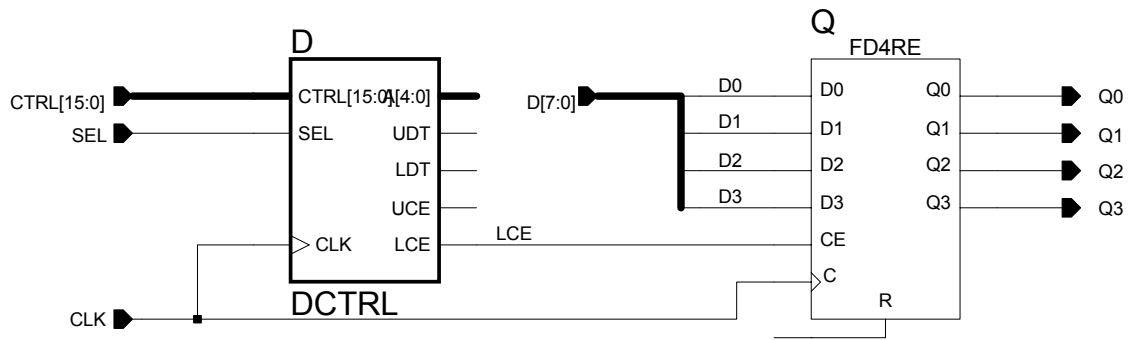 D
Q
FD4RE
CTRL[15:0]
CTRL[15:0]
A[4:0]
D[7:0]
D0
D0
Q0
Q0
SEL
SEL
UDT
D1
D1
Q1
Q1
LDT
D2
D2
Q2
Q2
UCE
D3
D3
Q3
Q3
CLK
LCE
LCE
CE
C
DCTRL
R
CLK